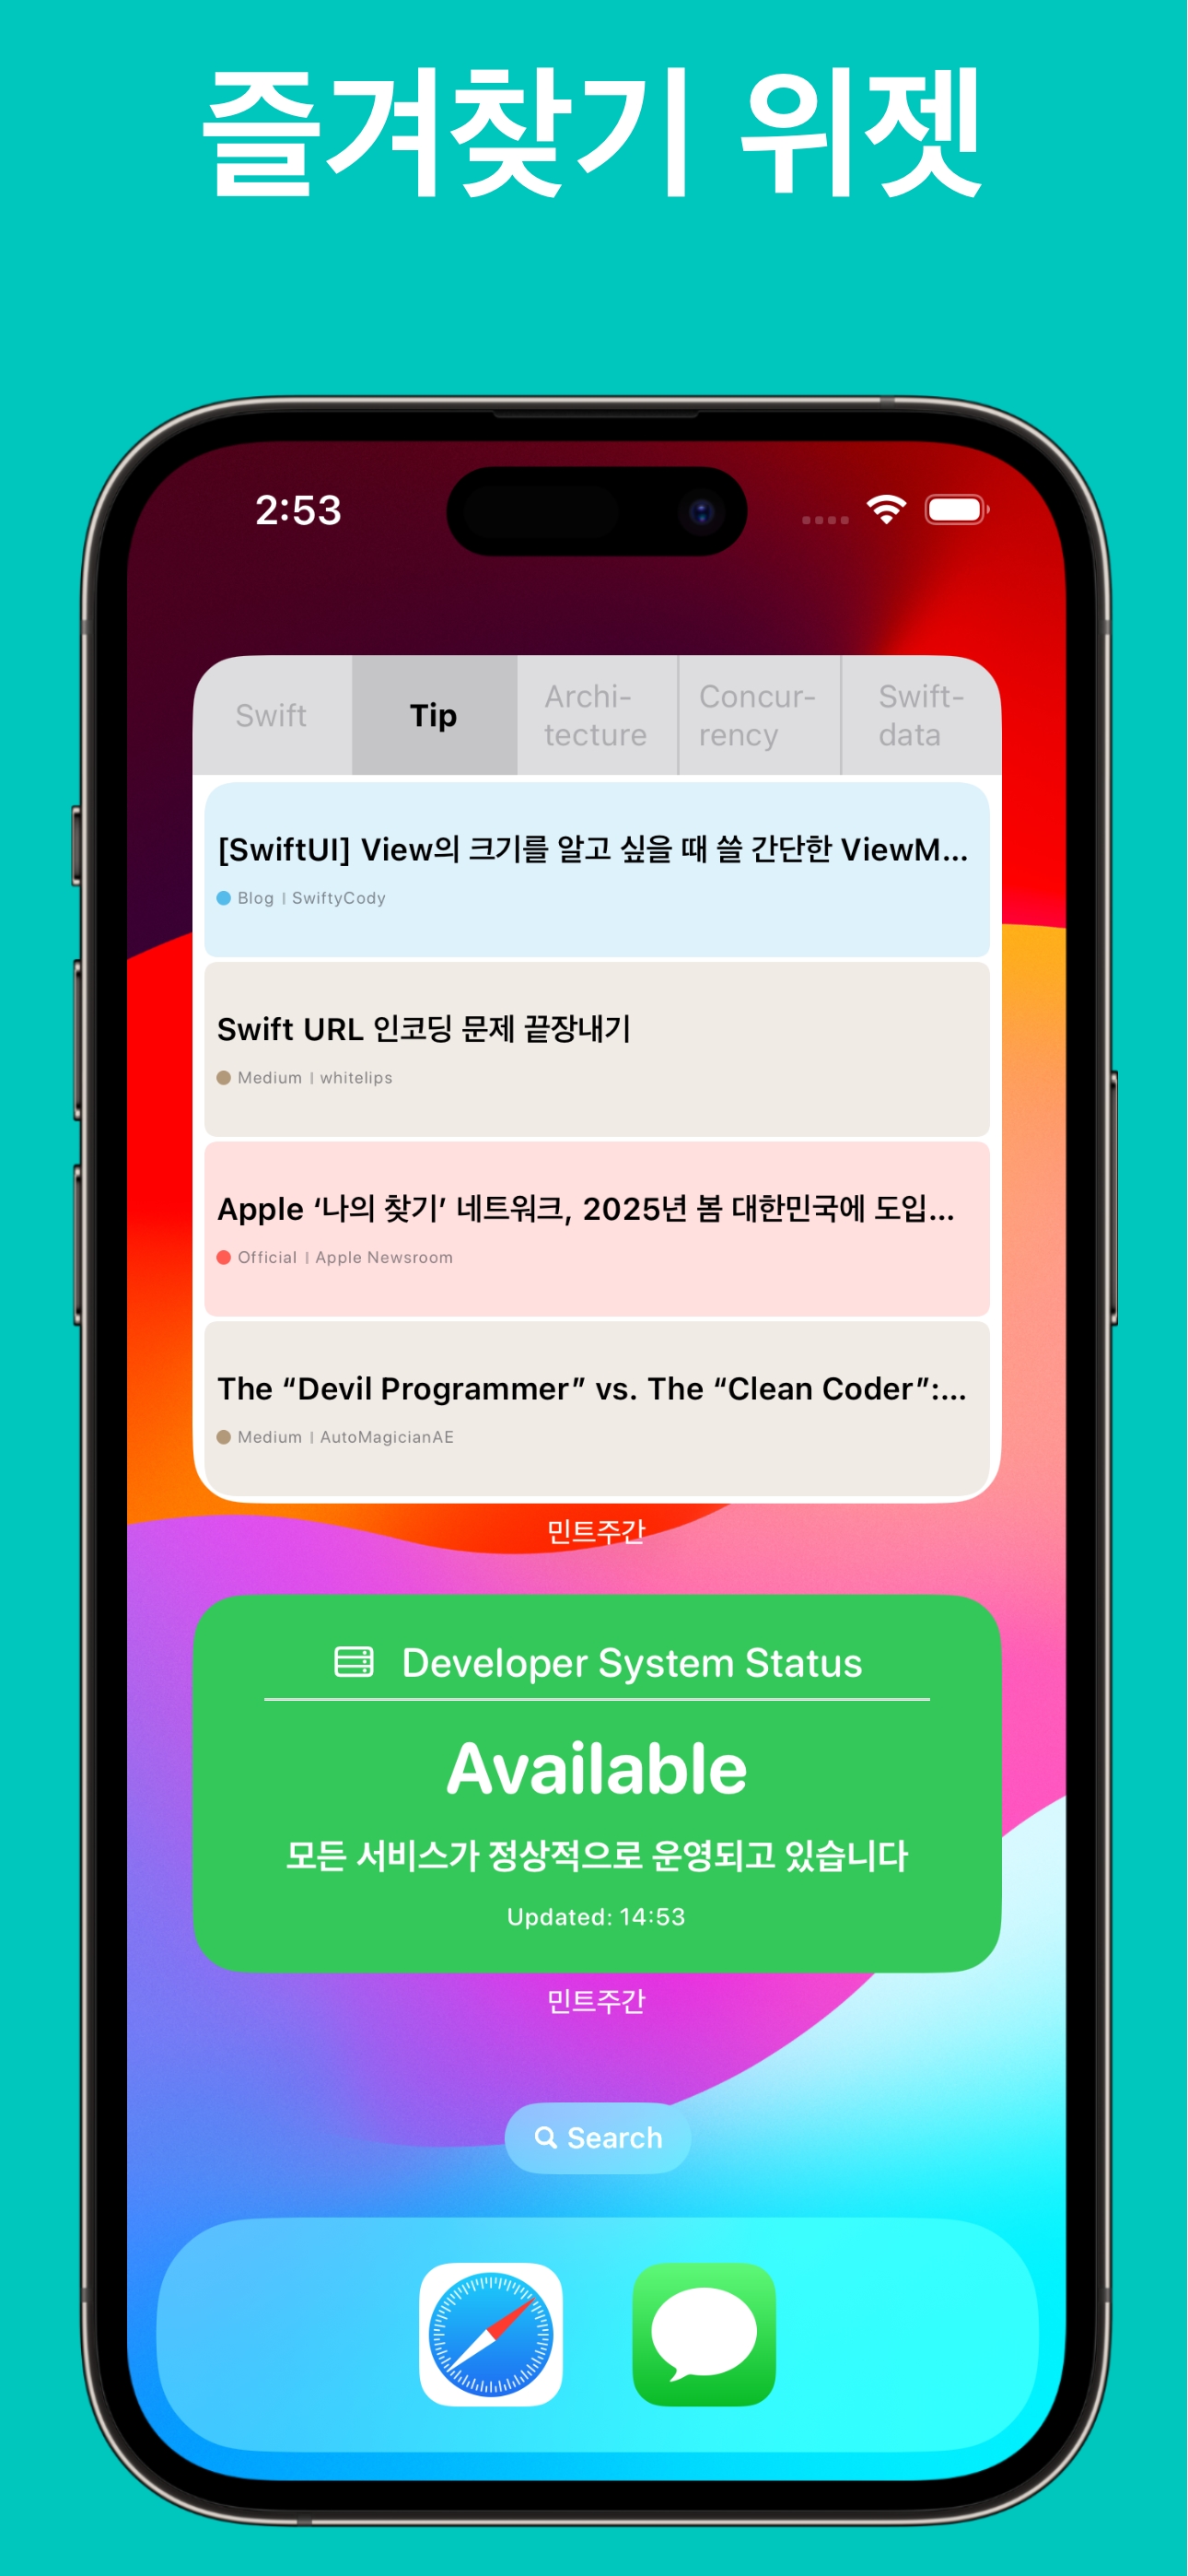 즐겨찾기 위젯
2:53
Swift
Tip
Archi-
tecture
Concur-
rency
Swift-
data
[SwiftUI] View의 크기를 알고 싶을 때 쓸 간단한 ViewM...
Blog | SwiftyCody
Swift URL 인코딩 문제 끝장내기
Medium | whitelips
Apple ‘나의 찾기’ 네트워크, 2025년 봄 대한민국에 도입...
Official | Apple Newsroom
The “Devil Programmer” vs. The “Clean Coder”:...
Medium | AutoMagicianAE
민트주간
Developer System Status
Available
모든 서비스가 정상적으로 운영되고 있습니다
Updated: 14:53
민트주간
Search